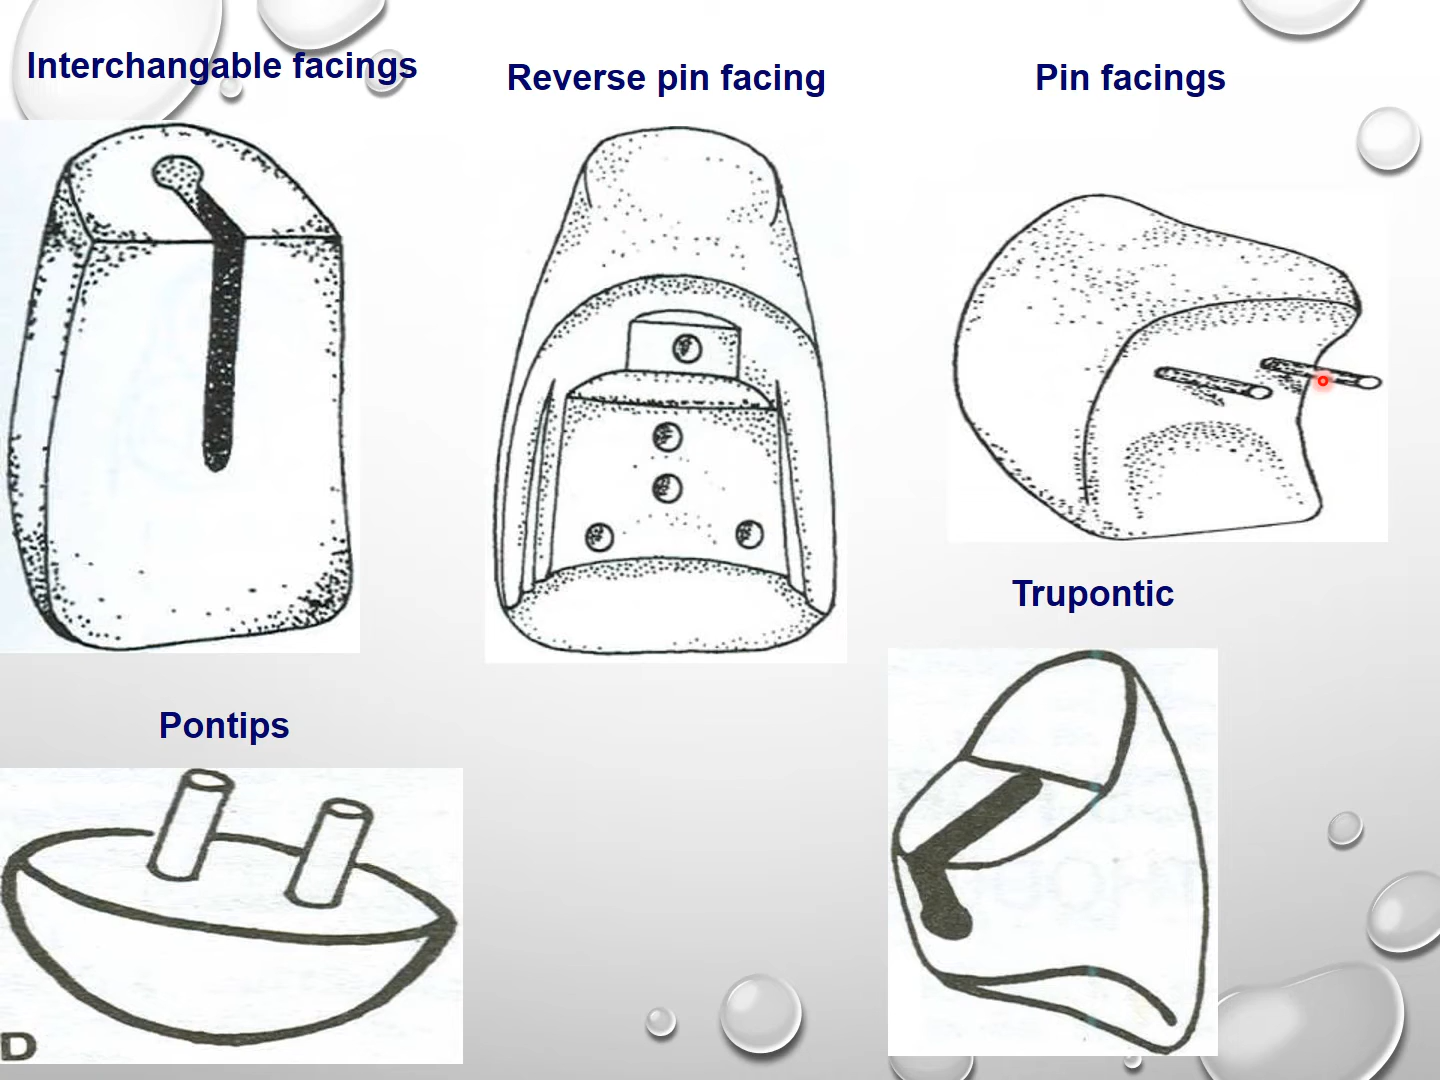 Interchangable facings
Reverse pin facing
Pin facings
Trupontic
Pontips
D